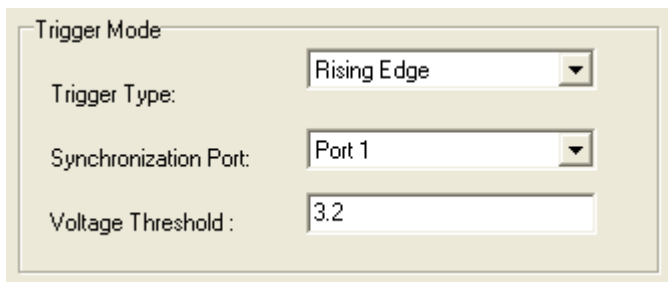 Trigger Mode
Trigger Type: Rising Edge
Synchronization Port: Port 1
Voltage Threshold : 3.2